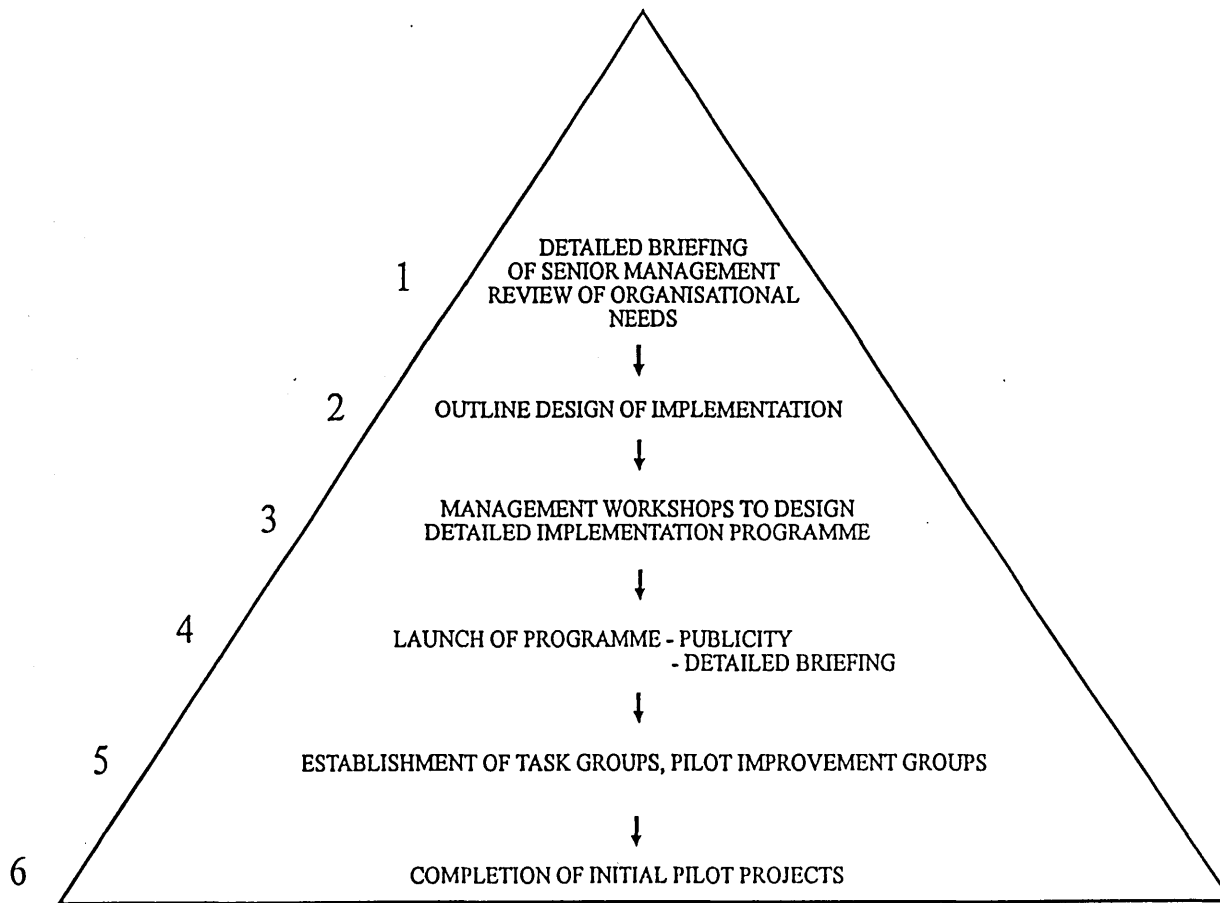 1
DETAILED BRIEFING
OF SENIOR MANAGEMENT
REVIEW OF ORGANISATIONAL
NEEDS
2
OUTLINE DESIGN OF IMPLEMENTATION
3
MANAGEMENT WORKSHOPS TO DESIGN
DETAILED IMPLEMENTATION PROGRAMME
4
LAUNCH OF PROGRAMME - PUBLICITY
- DETAILED BRIEFING
5
ESTABLISHMENT OF TASK GROUPS, PILOT IMPROVEMENT GROUPS
6
COMPLETION OF INITIAL PILOT PROJECTS